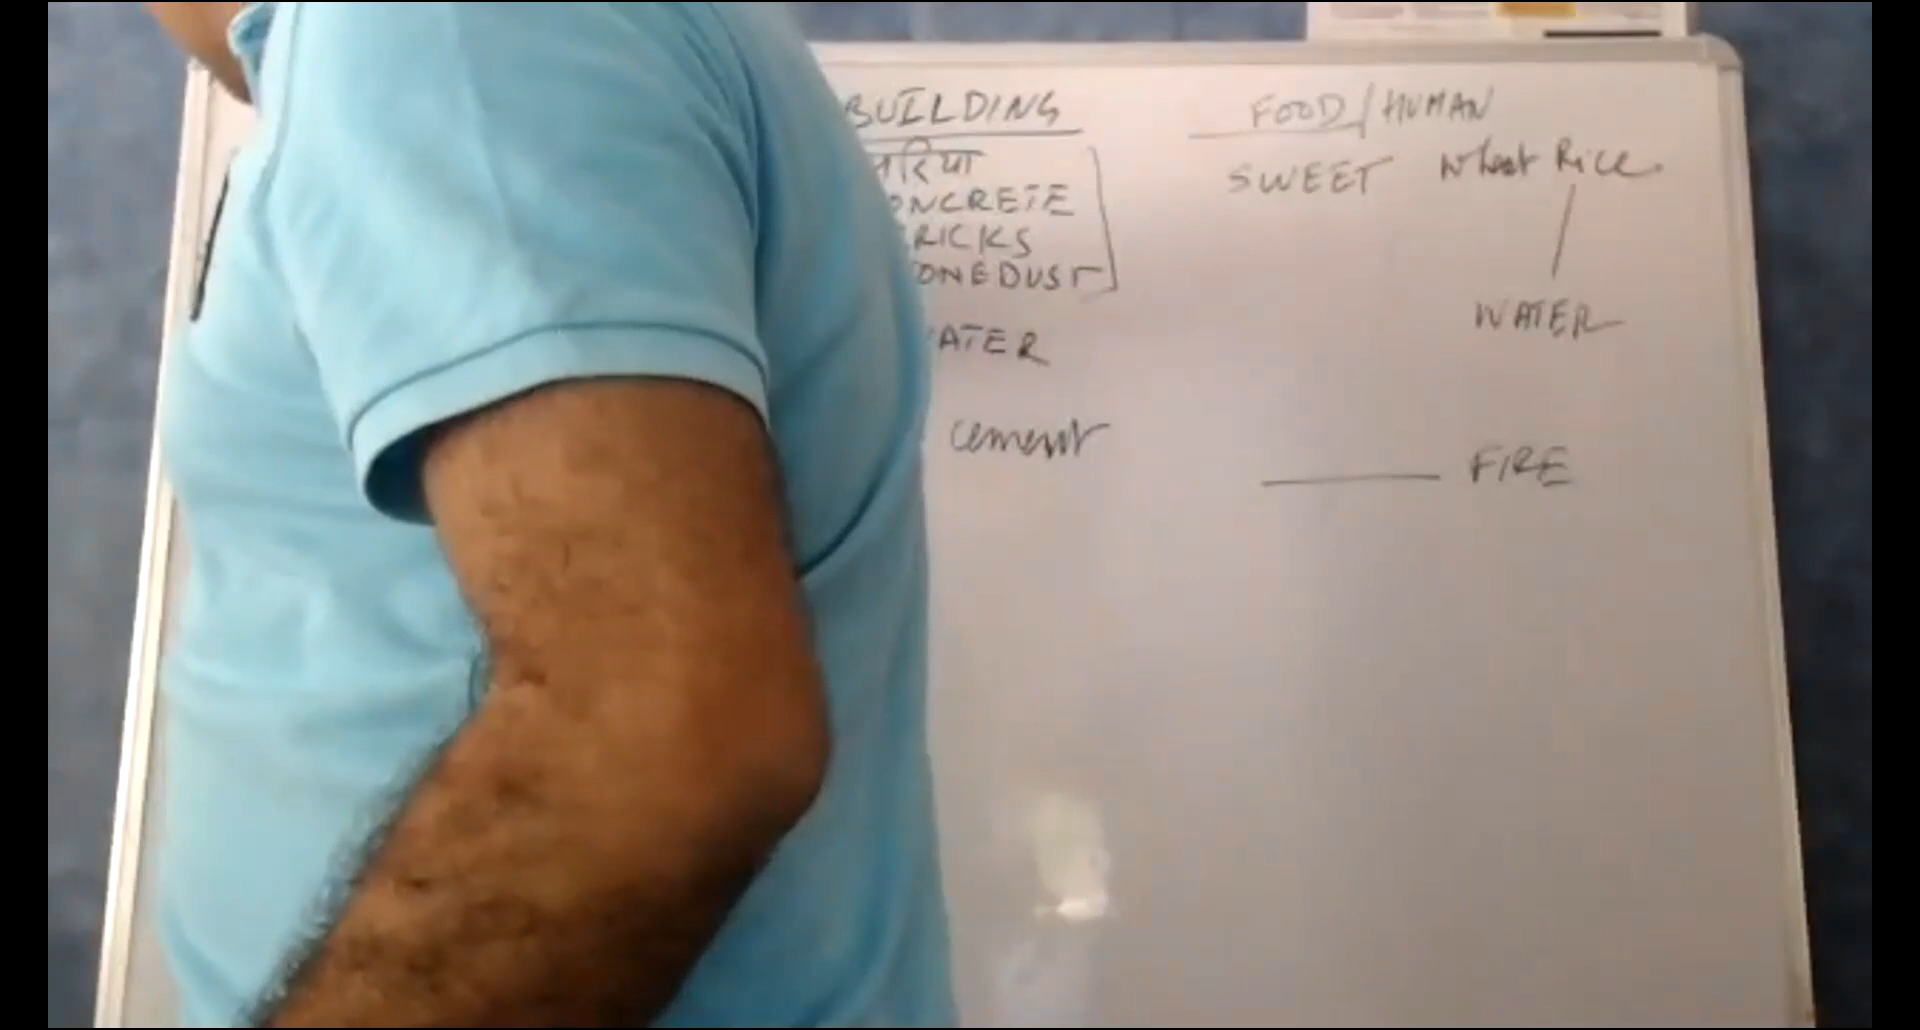 BUILDING
रिया
ONCRETE
RICKS
ONEDUST
ATER
cement
FOOD/HUMAN
SWEET Wheat Rice
WATER
FIRE